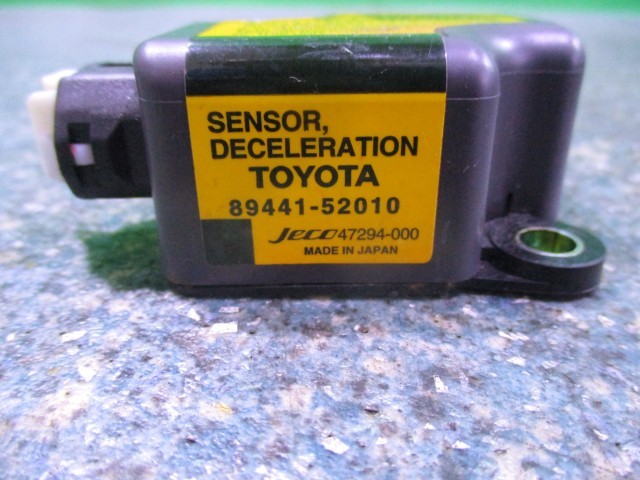 SENSOR,
DECELERATION
TOYOTA
89441-52010
Jeco 47294-000
MADE IN JAPAN